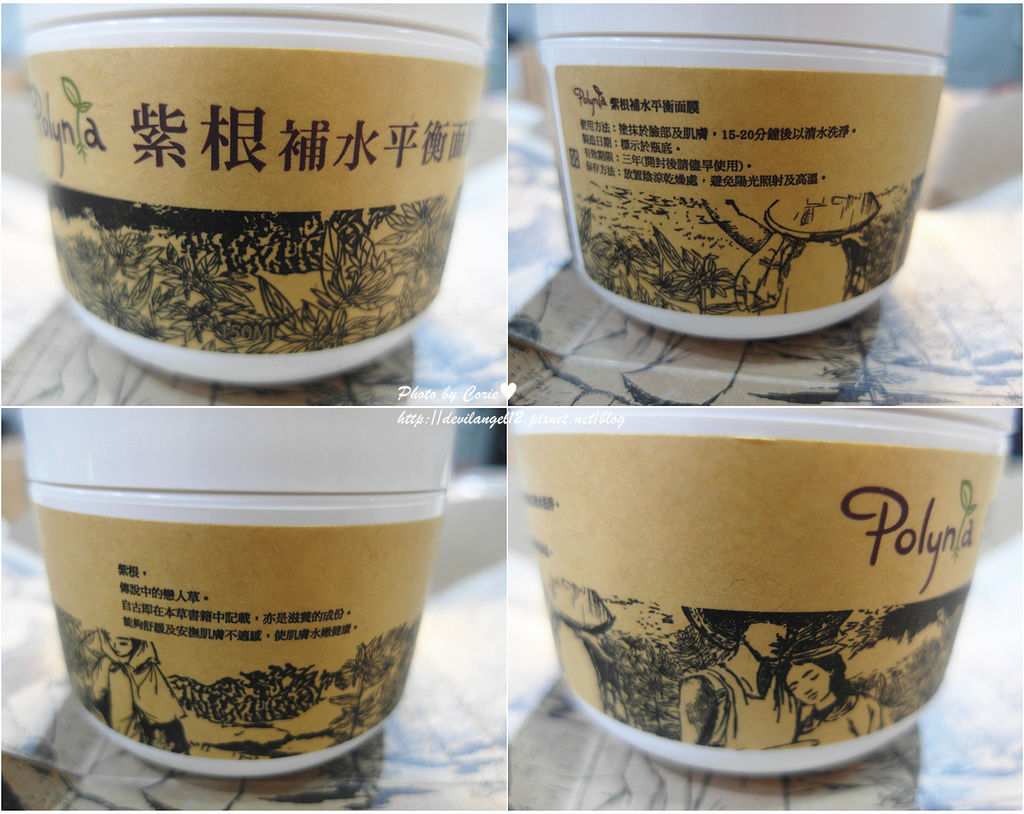 Polynia
紫根補水平衡面
150ML
Polynia 紫根補水平衡面膜
使用方法：塗抹於臉部及肌膚，15-20分鐘後以清水洗淨。
製造日期：標示於瓶底。
有效期限：三年(開封後請儘早使用)。
保存方法：放置陰涼乾燥處，避免陽光照射及高溫。
Photo by Corie
http://devilangel12.pixnet.net/blog
紫根，
傳說中的戀人草。
自古即在本草書籍中記載，亦是滋養的成份。
能夠舒緩及安撫肌膚不適感，使肌膚水嫩健康。
Polynia